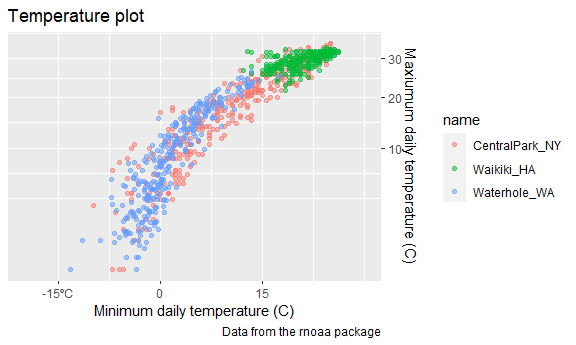 Temperature plot
30
20
10
Maxiumum daily temperature (C)
-15ºC
0
15
Minimum daily temperature (C)
Data from the rnoaa package
name
CentralPark_NY
Waikiki_HA
Waterhole_WA